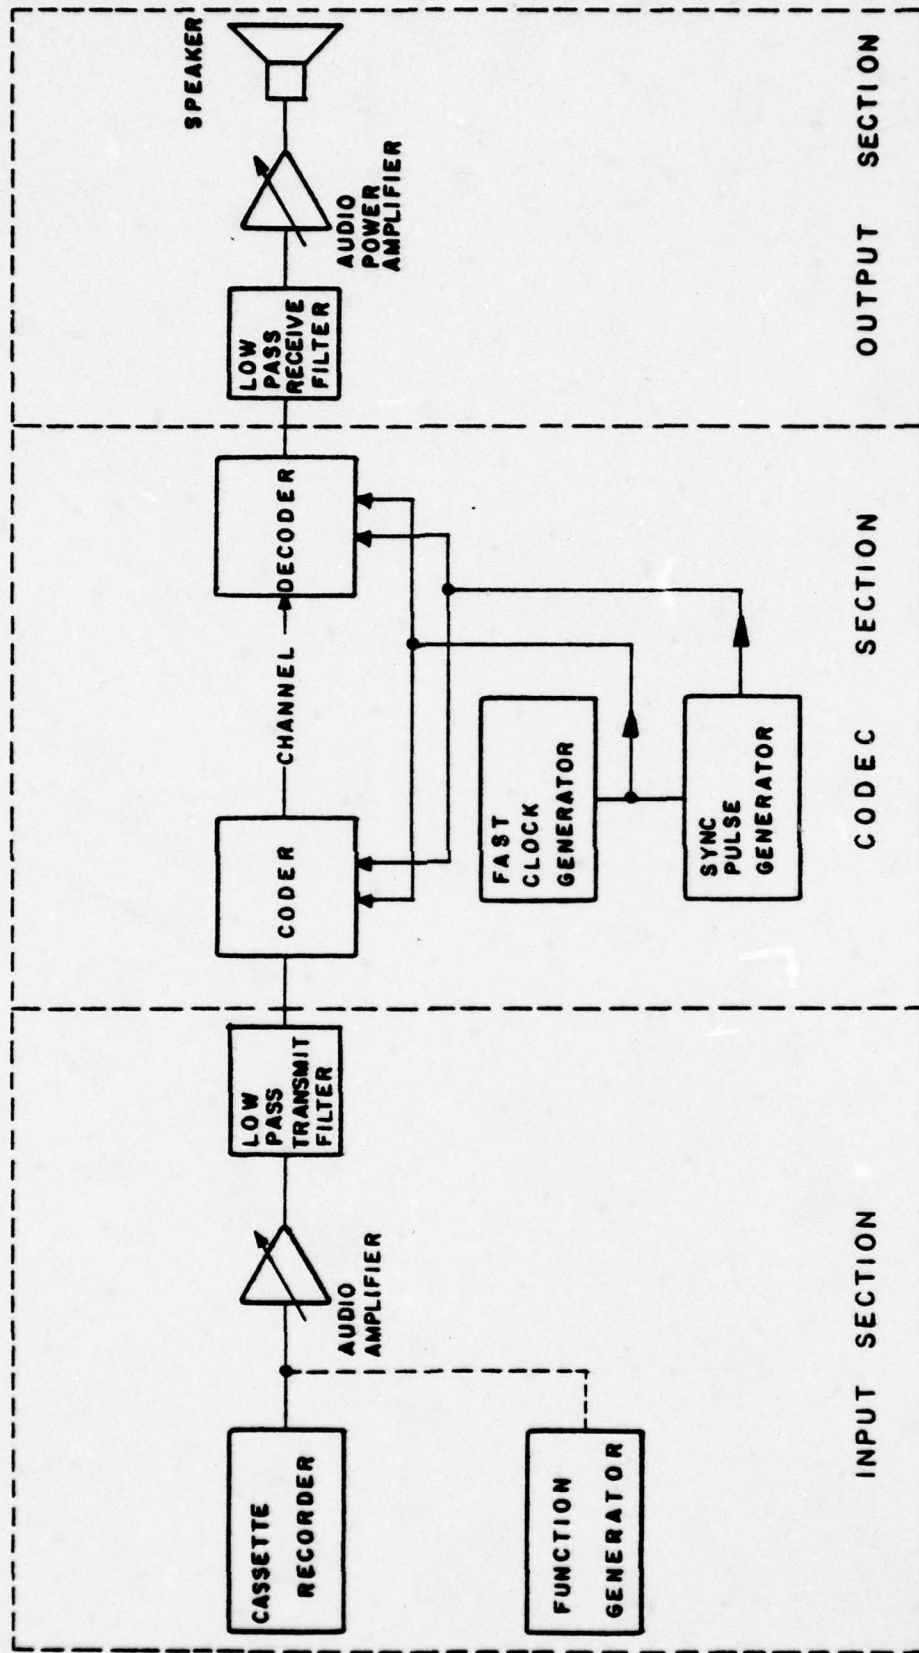 CASSETTE
RECORDER
FUNCTION
GENERATOR
AUDIO
AMPLIFIER
LOW
PASS
TRANSMIT
FILTER
INPUT SECTION
CODER
CHANNEL
DECODER
FAST
CLOCK
GENERATOR
SYNC
PULSE
GENERATOR
CODEC SECTION
LOW
PASS
RECEIVE
FILTER
AUDIO
POWER
AMPLIFIER
SPEAKER
OUTPUT SECTION